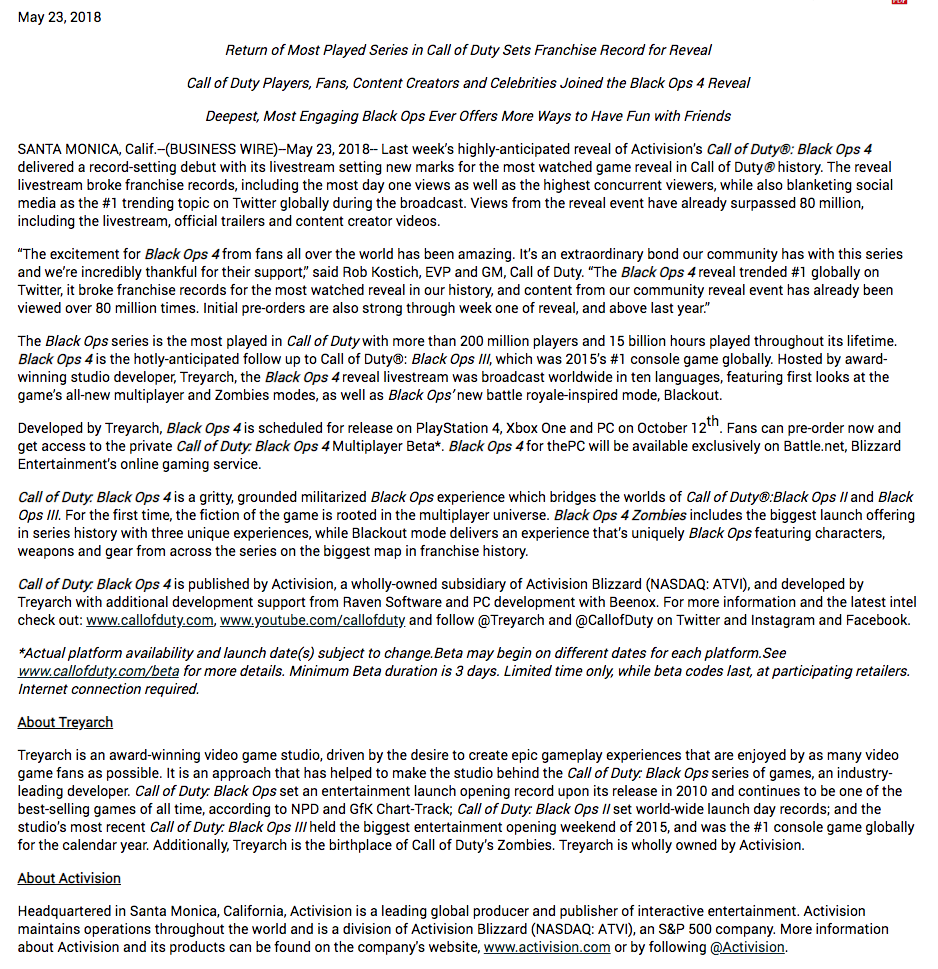 May 23, 2018
Return of Most Played Series in Call of Duty Sets Franchise Record for Reveal
Call of Duty Players, Fans, Content Creators and Celebrities Joined the Black Ops 4 Reveal
Deepest, Most Engaging Black Ops Ever Offers More Ways to Have Fun with Friends
SANTA MONICA, Calif.--(BUSINESS WIRE)--May 23, 2018-- Last week's highly-anticipated reveal of Activision's Call of Duty®: Black Ops 4
delivered a record-setting debut with its livestream setting new marks for the most watched game reveal in Call of Duty® history. The reveal
livestream broke franchise records, including the most day one views as well as the highest concurrent viewers, while also blanketing social
media as the #1 trending topic on Twitter globally during the broadcast. Views from the reveal event have already surpassed 80 million,
including the livestream, official trailers and content creator videos.
“The excitement for Black Ops 4 from fans all over the world has been amazing. It's an extraordinary bond our community has with this series
and we're incredibly thankful for their support,” said Rob Kostich, EVP and GM, Call of Duty. “The Black Ops 4 reveal trended #1 globally on
Twitter, it broke franchise records for the most watched reveal in our history, and content from our community reveal event has already been
viewed over 80 million times. Initial pre-orders are also strong through week one of reveal, and above last year.”
The Black Ops series is the most played in Call of Duty with more than 200 million players and 15 billion hours played throughout its lifetime.
Black Ops 4 is the hotly-anticipated follow up to Call of Duty®: Black Ops III, which was 2015's #1 console game globally. Hosted by award-
winning studio developer, Treyarch, the Black Ops 4 reveal livestream was broadcast worldwide in ten languages, featuring first looks at the
game's all-new multiplayer and Zombies modes, as well as Black Ops' new battle royale-inspired mode, Blackout.
Developed by Treyarch, Black Ops 4 is scheduled for release on PlayStation 4, Xbox One and PC on October 12th. Fans can pre-order now and
get access to the private Call of Duty: Black Ops 4 Multiplayer Beta*. Black Ops 4 for thePC will be available exclusively on Battle.net, Blizzard
Entertainment's online gaming service.
Call of Duty: Black Ops 4 is a gritty, grounded militarized Black Ops experience which bridges the worlds of Call of Duty®:Black Ops II and Black
Ops III. For the first time, the fiction of the game is rooted in the multiplayer universe. Black Ops 4 Zombies includes the biggest launch offering
in series history with three unique experiences, while Blackout mode delivers an experience that's uniquely Black Ops featuring characters,
weapons and gear from across the series on the biggest map in franchise history.
Call of Duty: Black Ops 4 is published by Activision, a wholly-owned subsidiary of Activision Blizzard (NASDAQ: ATVI), and developed by
Treyarch with additional development support from Raven Software and PC development with Beenox. For more information and the latest intel
check out: www.callofduty.com, www.youtube.com/callofduty and follow @Treyarch and @CallofDuty on Twitter and Instagram and Facebook.
*Actual platform availability and launch date(s) subject to change.Beta may begin on different dates for each platform.See
www.callofduty.com/beta for more details. Minimum Beta duration is 3 days. Limited time only, while beta codes last, at participating retailers.
Internet connection required.
About Treyarch
Treyarch is an award-winning video game studio, driven by the desire to create epic gameplay experiences that are enjoyed by as many video
game fans as possible. It is an approach that has helped to make the studio behind the Call of Duty: Black Ops series of games, an industry-
leading developer. Call of Duty: Black Ops set an entertainment launch opening record upon its release in 2010 and continues to be one of the
best-selling games of all time, according to NPD and GfK Chart-Track; Call of Duty: Black Ops II set world-wide launch day records; and the
studio's most recent Call of Duty: Black Ops III held the biggest entertainment opening weekend of 2015, and was the #1 console game globally
for the calendar year. Additionally, Treyarch is the birthplace of Call of Duty's Zombies. Treyarch is wholly owned by Activision.
About Activision
Headquartered in Santa Monica, California, Activision is a leading global producer and publisher of interactive entertainment. Activision
maintains operations throughout the world and is a division of Activision Blizzard (NASDAQ: ATVI), an S&P 500 company. More information
about Activision and its products can be found on the company's website, www.activision.com or by following @Activision.